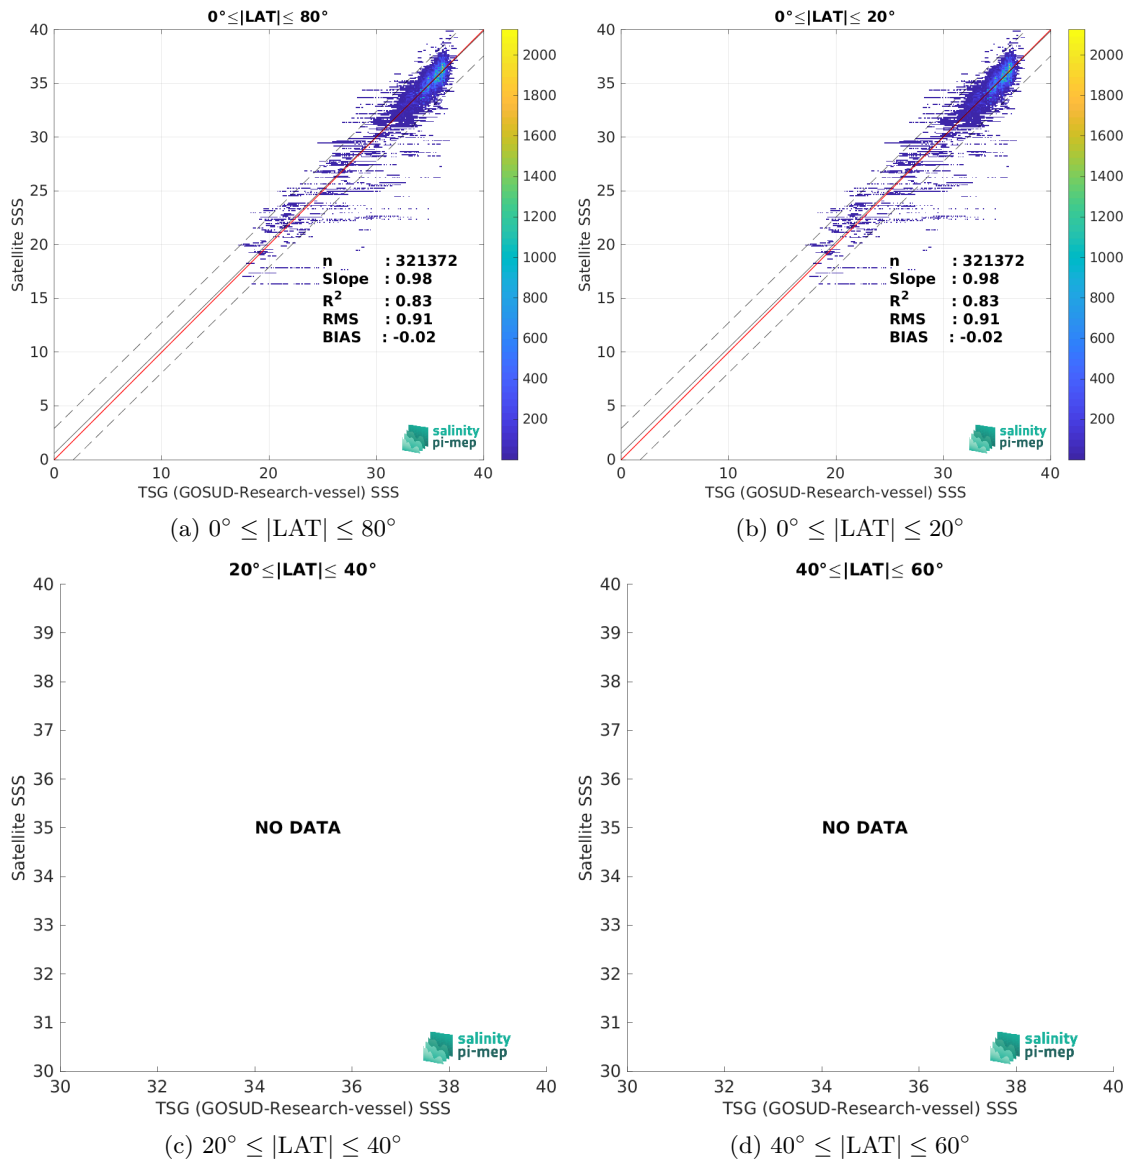 0°≤|LAT|≤ 80°
40
35
30
25
20
15
10
5
0
Satellite SSS
n : 321372
Slope : 0.98
R² : 0.83
RMS : 0.91
BIAS : -0.02
salinity
pi-mep
0 10 20 30 40
TSG (GOSUD-Research-vessel) SSS
2000
1800
1600
1400
1200
1000
800
600
400
200
(a) 0° ≤ |LAT| ≤ 80°
0°≤|LAT|≤ 20°
40
35
30
25
20
15
10
5
0
Satellite SSS
n : 321372
Slope : 0.98
R² : 0.83
RMS : 0.91
BIAS : -0.02
salinity
pi-mep
0 10 20 30 40
TSG (GOSUD-Research-vessel) SSS
2000
1800
1600
1400
1200
1000
800
600
400
200
(b) 0° ≤ |LAT| ≤ 20°
20°≤|LAT|≤ 40°
40
39
38
37
36
35
34
33
32
31
30
Satellite SSS
NO DATA
salinity
pi-mep
30 32 34 36 38 40
TSG (GOSUD-Research-vessel) SSS
(c) 20° ≤ |LAT| ≤ 40°
40°≤|LAT|≤ 60°
40
39
38
37
36
35
34
33
32
31
30
Satellite SSS
NO DATA
salinity
pi-mep
30 32 34 36 38 40
TSG (GOSUD-Research-vessel) SSS
(d) 40° ≤ |LAT| ≤ 60°